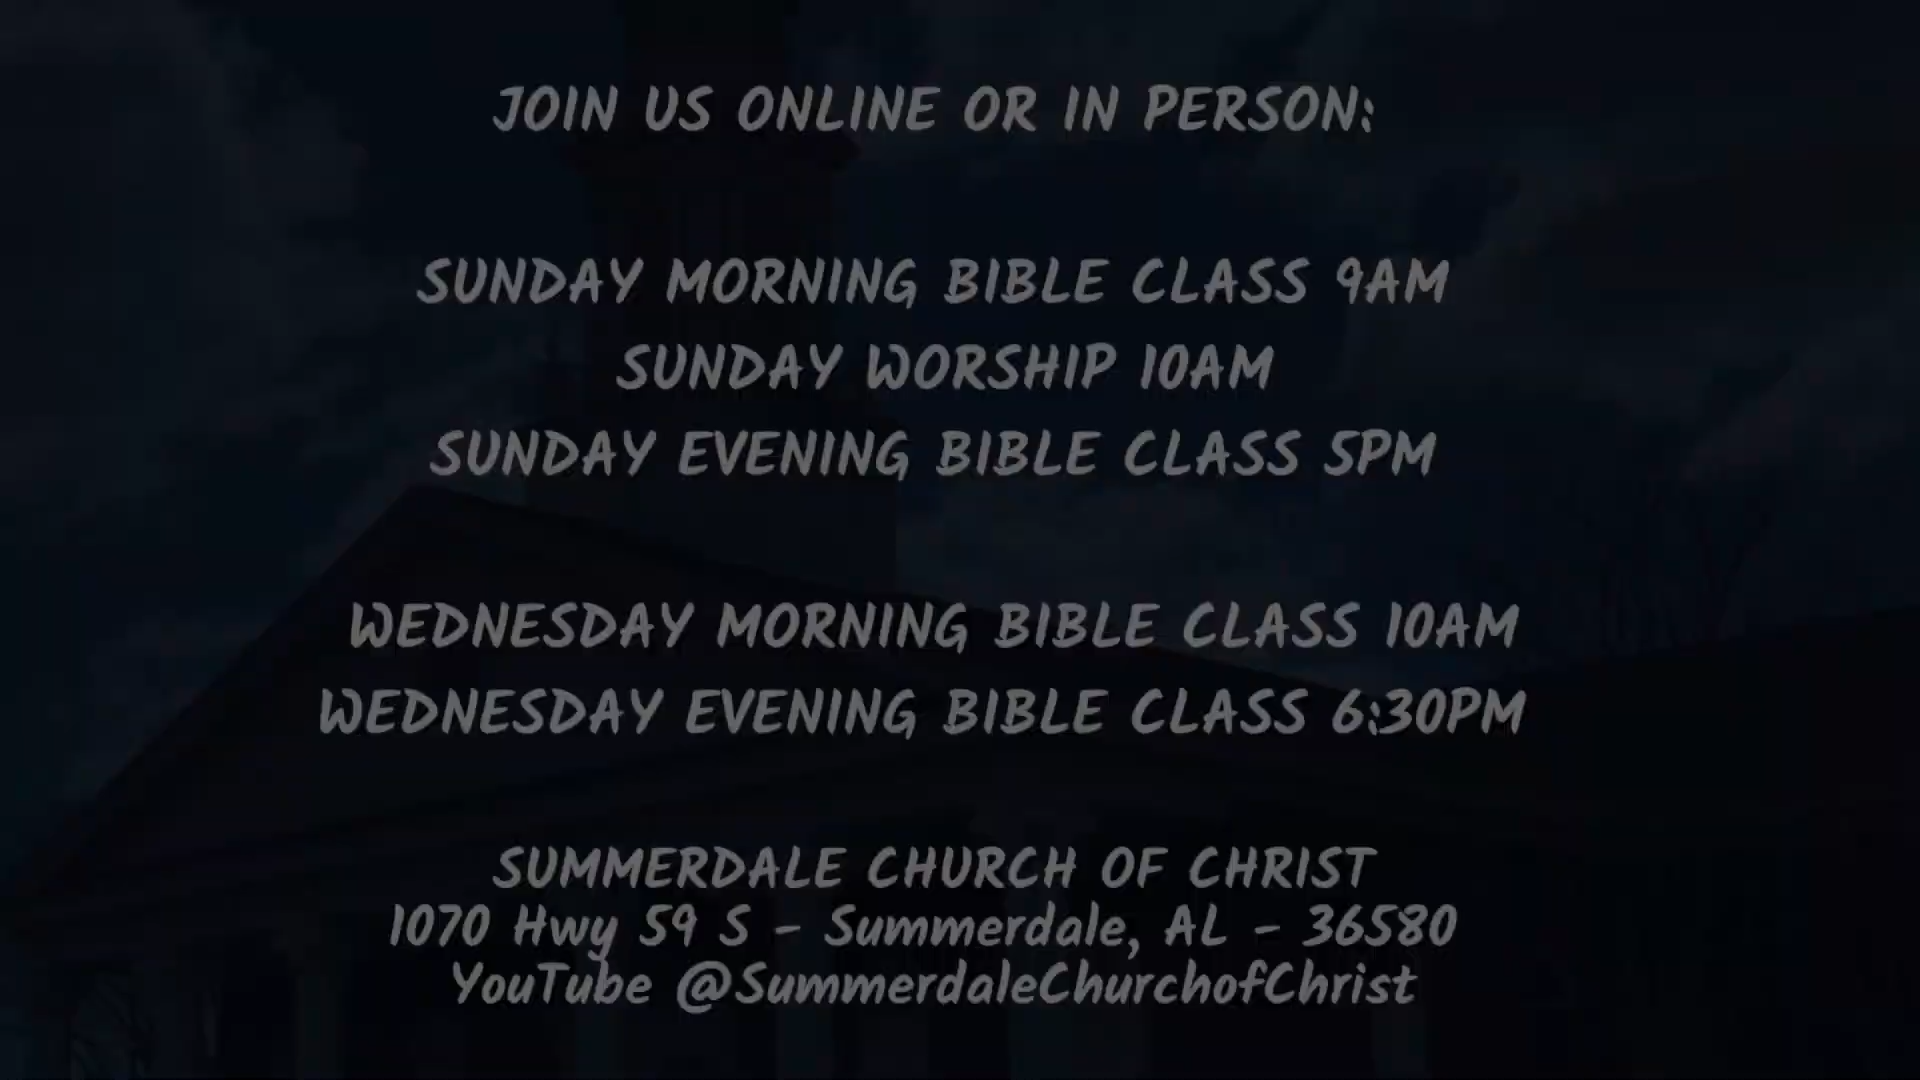 JOIN US ONLINE OR IN PERSON:
SUNDAY MORNING BIBLE CLASS 9AM
SUNDAY WORSHIP 10AM
SUNDAY EVENING BIBLE CLASS 5PM
WEDNESDAY MORNING BIBLE CLASS 10AM
WEDNESDAY EVENING BIBLE CLASS 6:30PM
SUMMERDALE CHURCH OF CHRIST
1070 Hwy 59 S - Summerdale, AL - 36580
YouTube @SummerdaleChurchofChrist